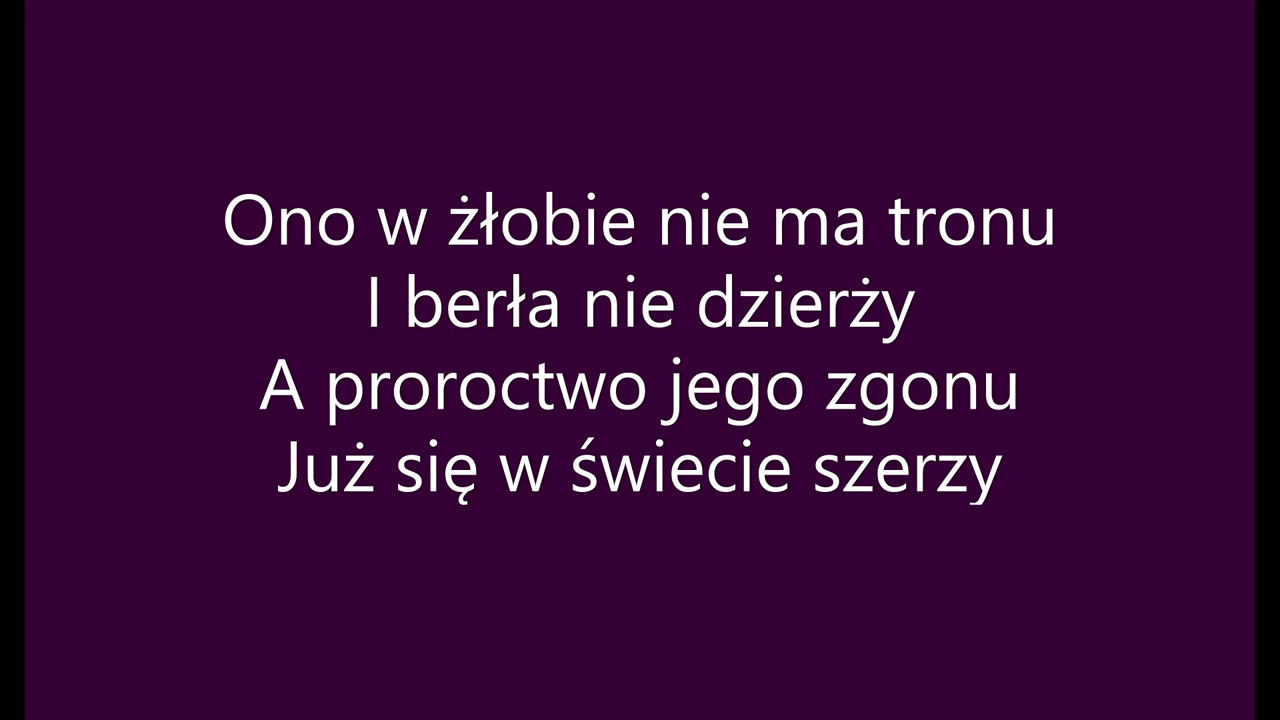 Ono w żłobie nie ma tronu
I berła nie dzierży
A proroctwo jego zgonu
Już się w świecie szerzy